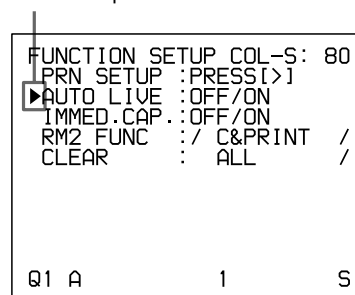 FUNCTION SETUP COL-S: 80
PRN SETUP :PRESS[>]
▶AUTO LIVE :OFF/ON
IMMED.CAP.:OFF/ON
RM2 FUNC :/ C&PRINT /
CLEAR : ALL /
Q1 A 1 S